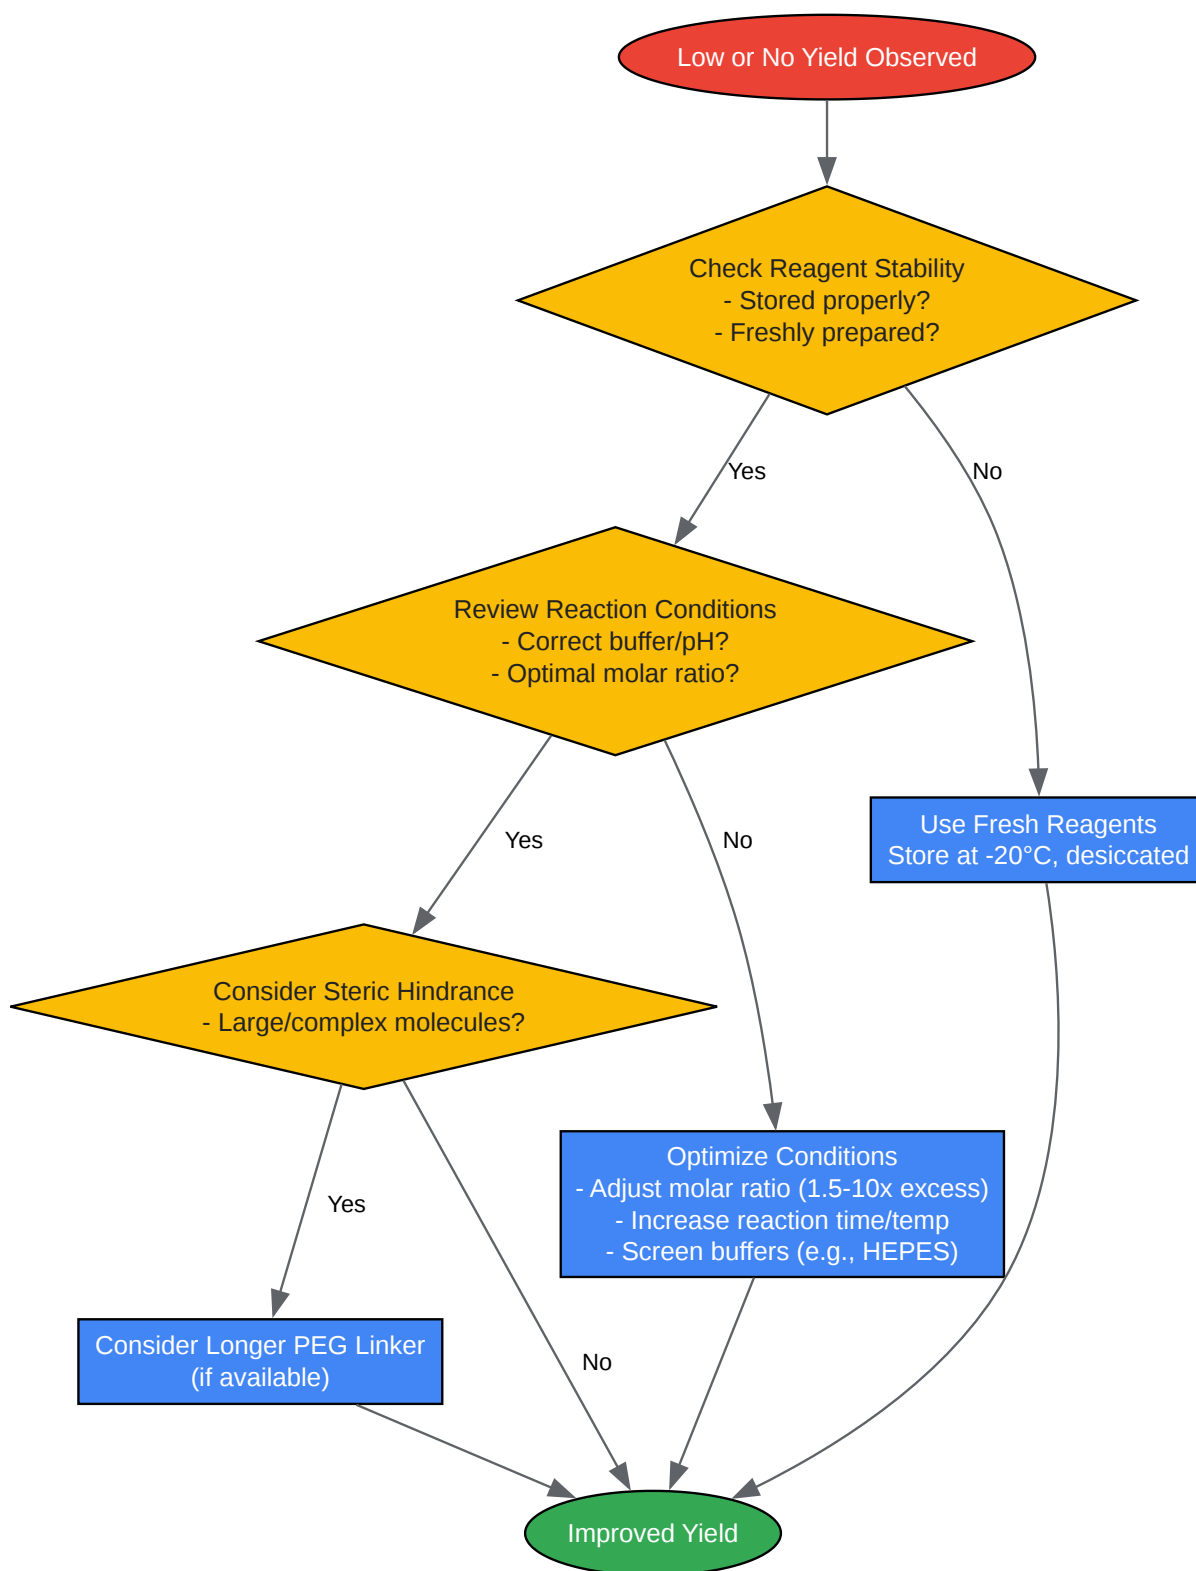 Low or No Yield Observed
Check Reagent Stability
- Stored properly?
- Freshly prepared?
Yes
No
Review Reaction Conditions
- Correct buffer/pH?
- Optimal molar ratio?
Yes
No
Use Fresh Reagents
Store at -20°C, desiccated
Consider Steric Hindrance
- Large/complex molecules?
Yes
No
Optimize Conditions
- Adjust molar ratio (1.5-10x excess)
- Increase reaction time/temp
- Screen buffers (e.g., HEPES)
Consider Longer PEG Linker
(if available)
Improved Yield